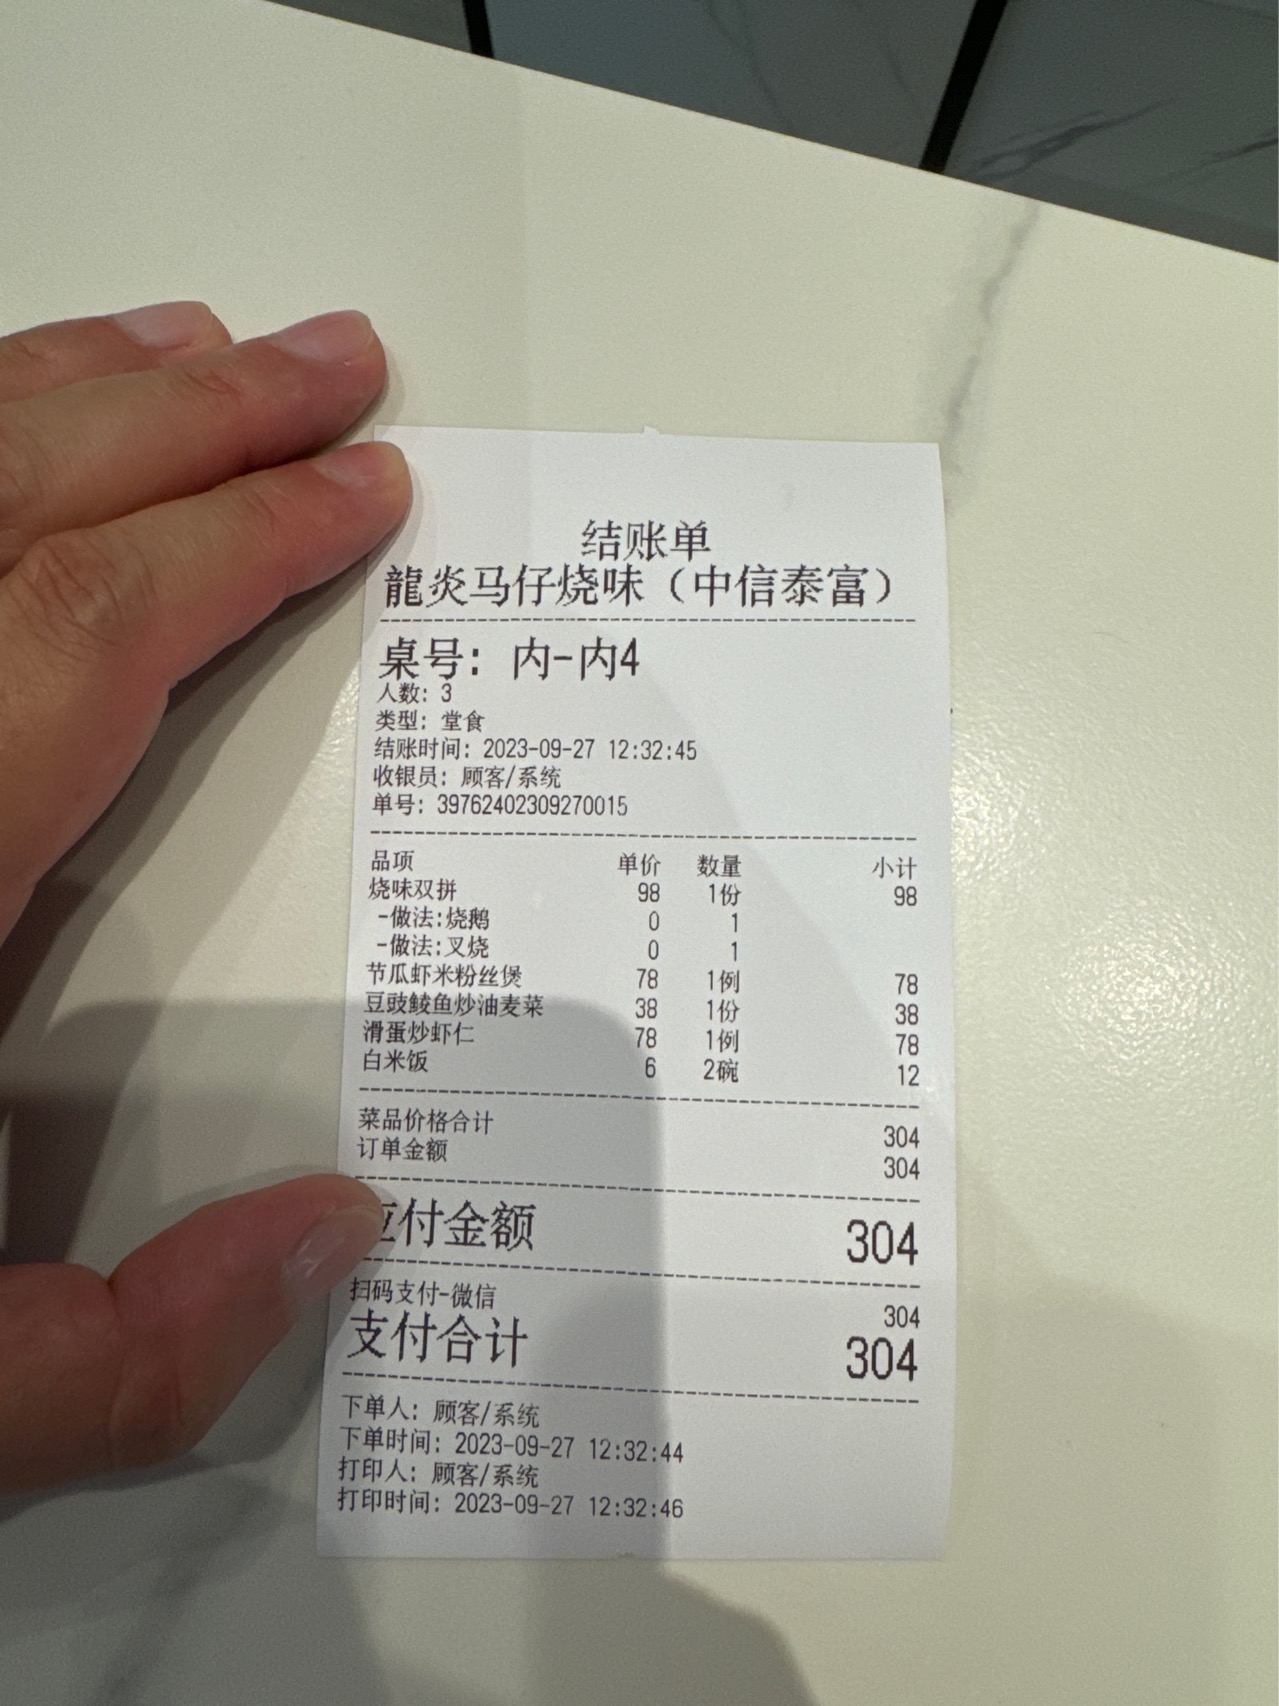 结账单
龍炎马仔烧味（中信泰富）
桌号：内-内4
人数：3
类型：堂食
结账时间：2023-09-27 12:32:45
收银员：顾客/系统
单号：39762402309270015
品项 单价 数量 小计
烧味双拼 98 1份 98
-做法:烧鹅 0 1
-做法:叉烧 0 1
节瓜虾米粉丝煲 78 1例 78
豆豉鲮鱼炒油麦菜 38 1份 38
滑蛋炒虾仁 78 1例 78
白米饭 6 2碗 12
菜品价格合计 304
订单金额 304
应付金额 304
扫码支付-微信 304
支付合计 304
下单人：顾客/系统
下单时间：2023-09-27 12:32:44
打印人：顾客/系统
打印时间：2023-09-27 12:32:46